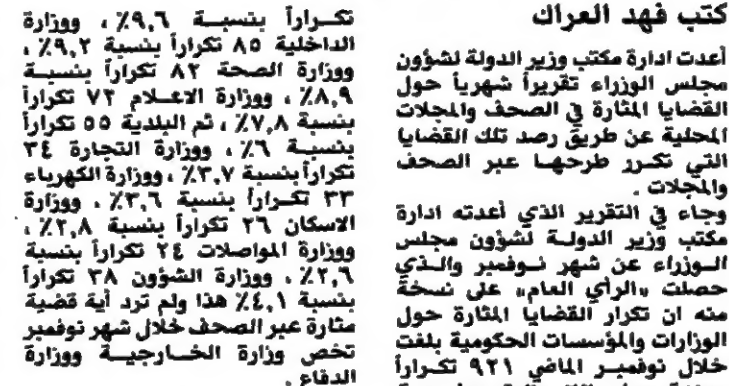 كتب فهد العراك
أعدت ادارة مكتب وزير الدولة لشؤون
مجلس الوزراء تقريراً شهرياً حول
القضايا المثارة في الصحف والمجلات
المحلية عن طريق رصد تلك القضايا
التي تكرر طرحها عبر الصحف
والمجلات .
وجاء في التقرير الذي أعدته ادارة
مكتب وزير الدولة لشؤون مجلس
الوزراء عن شهر نوفمبر والذي
حصلت «الرأي العام» على نسخة
منه ان تكرار القضايا المثارة حول
الوزارات والمؤسسات الحكومية بلغت
خلال نوفمبر الماضي ٩٢١ تكراراً
تكراراً بنسبة ٩,٦٪ ، ووزارة
الداخلية ٨٥ تكراراً بنسبة ٩,٢٪ ،
ووزارة الصحة ٨٢ تكراراً بنسبة
٨,٩٪ ، ووزارة الاعلام ٧٢ تكراراً
بنسبة ٧,٨٪ ، ثم البلدية ٥٥ تكراراً
بنسبة ٦٪ ، ووزارة التجارة ٣٤
تكراراً بنسبة ٣,٧٪ ، ووزارة الكهرباء
٣٣ تكراراً بنسبة ٣,٦٪ ، ووزارة
الاسكان ٢٦ تكراراً بنسبة ٢,٨٪ ،
ووزارة المواصلات ٢٤ تكراراً بنسبة
٢,٦٪ ، ووزارة الشؤون ٣٨ تكراراً
بنسبة ٤,١٪ هذا ولم ترد أية قضية
مثارة عبر الصحف خلال شهر نوفمبر
تخص وزارة الخارجية ووزارة
الدفاع .